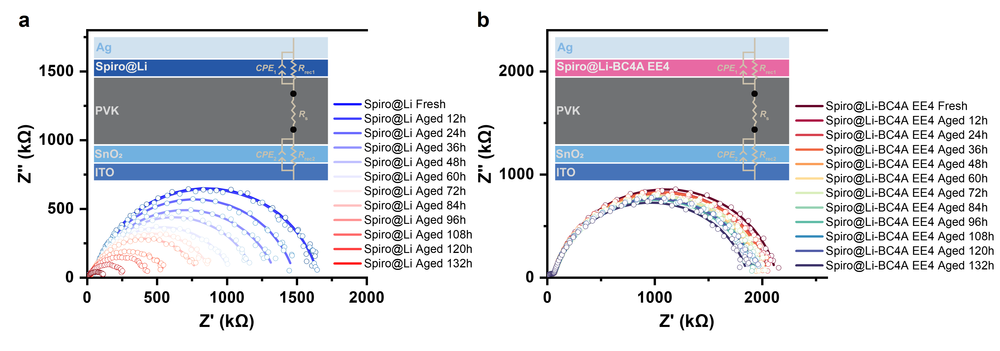 a
Z'' (kΩ)
1500
1000
500
0
0 500 1000 1500 2000
Z' (kΩ)
Ag
Spiro@Li
PVK
SnO₂
ITO
CPE1 Rrec1
Rs
CPE2 Rrec2
Spiro@Li Fresh
Spiro@Li Aged 12h
Spiro@Li Aged 24h
Spiro@Li Aged 36h
Spiro@Li Aged 48h
Spiro@Li Aged 60h
Spiro@Li Aged 72h
Spiro@Li Aged 84h
Spiro@Li Aged 96h
Spiro@Li Aged 108h
Spiro@Li Aged 120h
Spiro@Li Aged 132h
b
Z'' (kΩ)
2000
1000
0
0 1000 2000
Z' (kΩ)
Ag
Spiro@Li-BC4A EE4
PVK
SnO₂
ITO
CPE1 Rrec1
Rs
CPE2 Rrec2
Spiro@Li-BC4A EE4 Fresh
Spiro@Li-BC4A EE4 Aged 12h
Spiro@Li-BC4A EE4 Aged 24h
Spiro@Li-BC4A EE4 Aged 36h
Spiro@Li-BC4A EE4 Aged 48h
Spiro@Li-BC4A EE4 Aged 60h
Spiro@Li-BC4A EE4 Aged 72h
Spiro@Li-BC4A EE4 Aged 84h
Spiro@Li-BC4A EE4 Aged 96h
Spiro@Li-BC4A EE4 Aged 108h
Spiro@Li-BC4A EE4 Aged 120h
Spiro@Li-BC4A EE4 Aged 132h